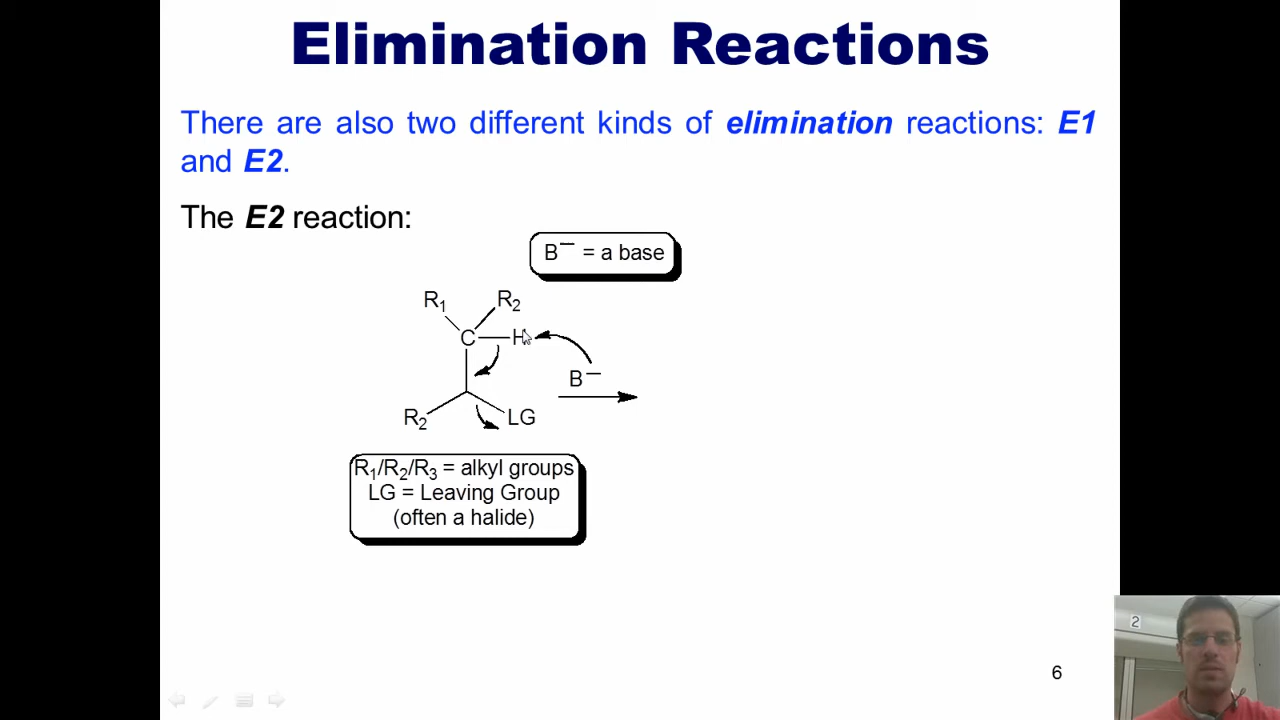 Elimination Reactions
There are also two different kinds of elimination reactions: E1
and E2.
The E2 reaction:
B⁻ = a base
R₁ R₂
C H
B⁻
R₂ LG
R₁/R₂/R₃ = alkyl groups
LG = Leaving Group
(often a halide)
2
6